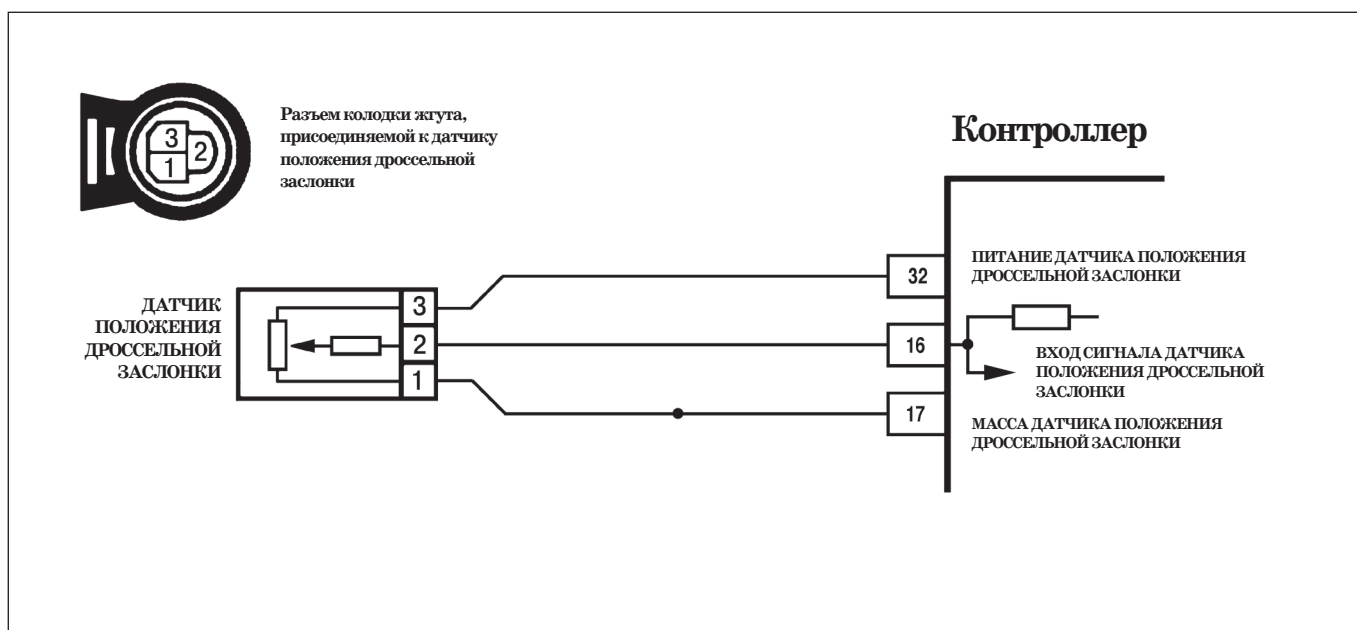 3
2
1
Разъем колодки жгута,
присоединяемой к датчику
положения дроссельной
заслонки
Контроллер
ДАТЧИК
ПОЛОЖЕНИЯ
ДРОССЕЛЬНОЙ
ЗАСЛОНКИ
3
2
1
32
16
17
ПИТАНИЕ ДАТЧИКА ПОЛОЖЕНИЯ
ДРОССЕЛЬНОЙ ЗАСЛОНКИ
ВХОД СИГНАЛА ДАТЧИКА
ПОЛОЖЕНИЯ ДРОССЕЛЬНОЙ
ЗАСЛОНКИ
МАССА ДАТЧИКА ПОЛОЖЕНИЯ
ДРОССЕЛЬНОЙ ЗАСЛОНКИ